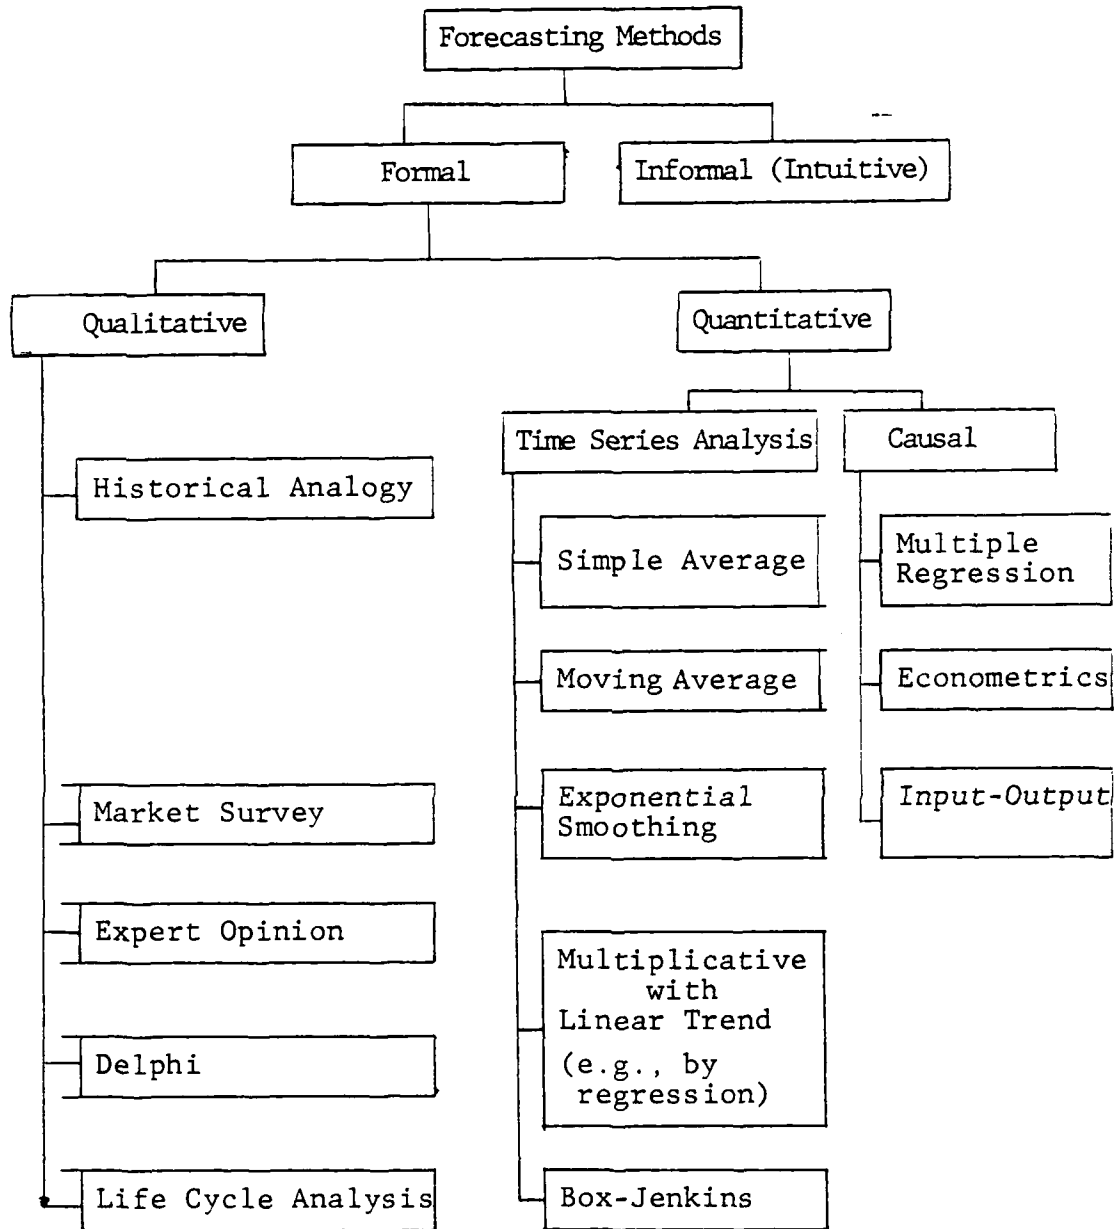 Forecasting Methods
Formal
Informal (Intuitive)
Qualitative
Quantitative
Time Series Analysis
Causal
Historical Analogy
Market Survey
Expert Opinion
Delphi
Life Cycle Analysis
Simple Average
Moving Average
Exponential
Smoothing
Multiplicative
with
Linear Trend
(e.g., by
regression)
Box-Jenkins
Multiple
Regression
Econometrics
Input-Output